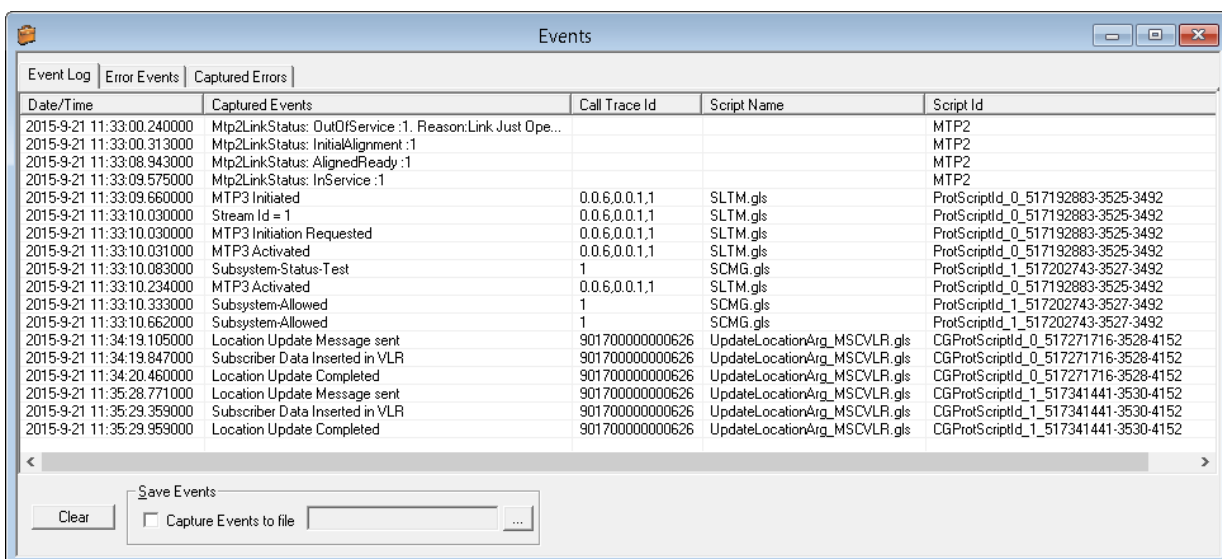 Events
Event Log Error Events Captured Errors
Date/Time Captured Events Call Trace Id Script Name Script Id
2015-9-21 11:33:00.240000 Mtp2LinkStatus: OutOfService :1. Reason:Link Just Ope... MTP2
2015-9-21 11:33:00.313000 Mtp2LinkStatus: InitialAlignment :1 MTP2
2015-9-21 11:33:08.943000 Mtp2LinkStatus: AlignedReady :1 MTP2
2015-9-21 11:33:09.575000 Mtp2LinkStatus: InService :1 MTP2
2015-9-21 11:33:09.660000 MTP3 Initiated 0.0.6,0.0.1,1 SLTM.gls ProtScriptId_0_517192883-3525-3492
2015-9-21 11:33:10.030000 Stream Id = 1 0.0.6,0.0.1,1 SLTM.gls ProtScriptId_0_517192883-3525-3492
2015-9-21 11:33:10.030000 MTP3 Initiation Requested 0.0.6,0.0.1,1 SLTM.gls ProtScriptId_0_517192883-3525-3492
2015-9-21 11:33:10.031000 MTP3 Activated 0.0.6,0.0.1,1 SLTM.gls ProtScriptId_0_517192883-3525-3492
2015-9-21 11:33:10.083000 Subsystem-Status-Test 1 SCMG.gls ProtScriptId_1_517202743-3527-3492
2015-9-21 11:33:10.234000 MTP3 Activated 0.0.6,0.0.1,1 SLTM.gls ProtScriptId_0_517192883-3525-3492
2015-9-21 11:33:10.333000 Subsystem-Allowed 1 SCMG.gls ProtScriptId_1_517202743-3527-3492
2015-9-21 11:33:10.662000 Subsystem-Allowed 1 SCMG.gls ProtScriptId_1_517202743-3527-3492
2015-9-21 11:34:19.105000 Location Update Message sent 901700000000626 UpdateLocationArg_MSCVLR.gls CGProtScriptId_0_517271716-3528-4152
2015-9-21 11:34:19.847000 Subscriber Data Inserted in VLR 901700000000626 UpdateLocationArg_MSCVLR.gls CGProtScriptId_0_517271716-3528-4152
2015-9-21 11:34:20.460000 Location Update Completed 901700000000626 UpdateLocationArg_MSCVLR.gls CGProtScriptId_0_517271716-3528-4152
2015-9-21 11:35:28.771000 Location Update Message sent 901700000000626 UpdateLocationArg_MSCVLR.gls CGProtScriptId_1_517341441-3530-4152
2015-9-21 11:35:29.359000 Subscriber Data Inserted in VLR 901700000000626 UpdateLocationArg_MSCVLR.gls CGProtScriptId_1_517341441-3530-4152
2015-9-21 11:35:29.959000 Location Update Completed 901700000000626 UpdateLocationArg_MSCVLR.gls CGProtScriptId_1_517341441-3530-4152
Save Events
Clear Capture Events to file ...